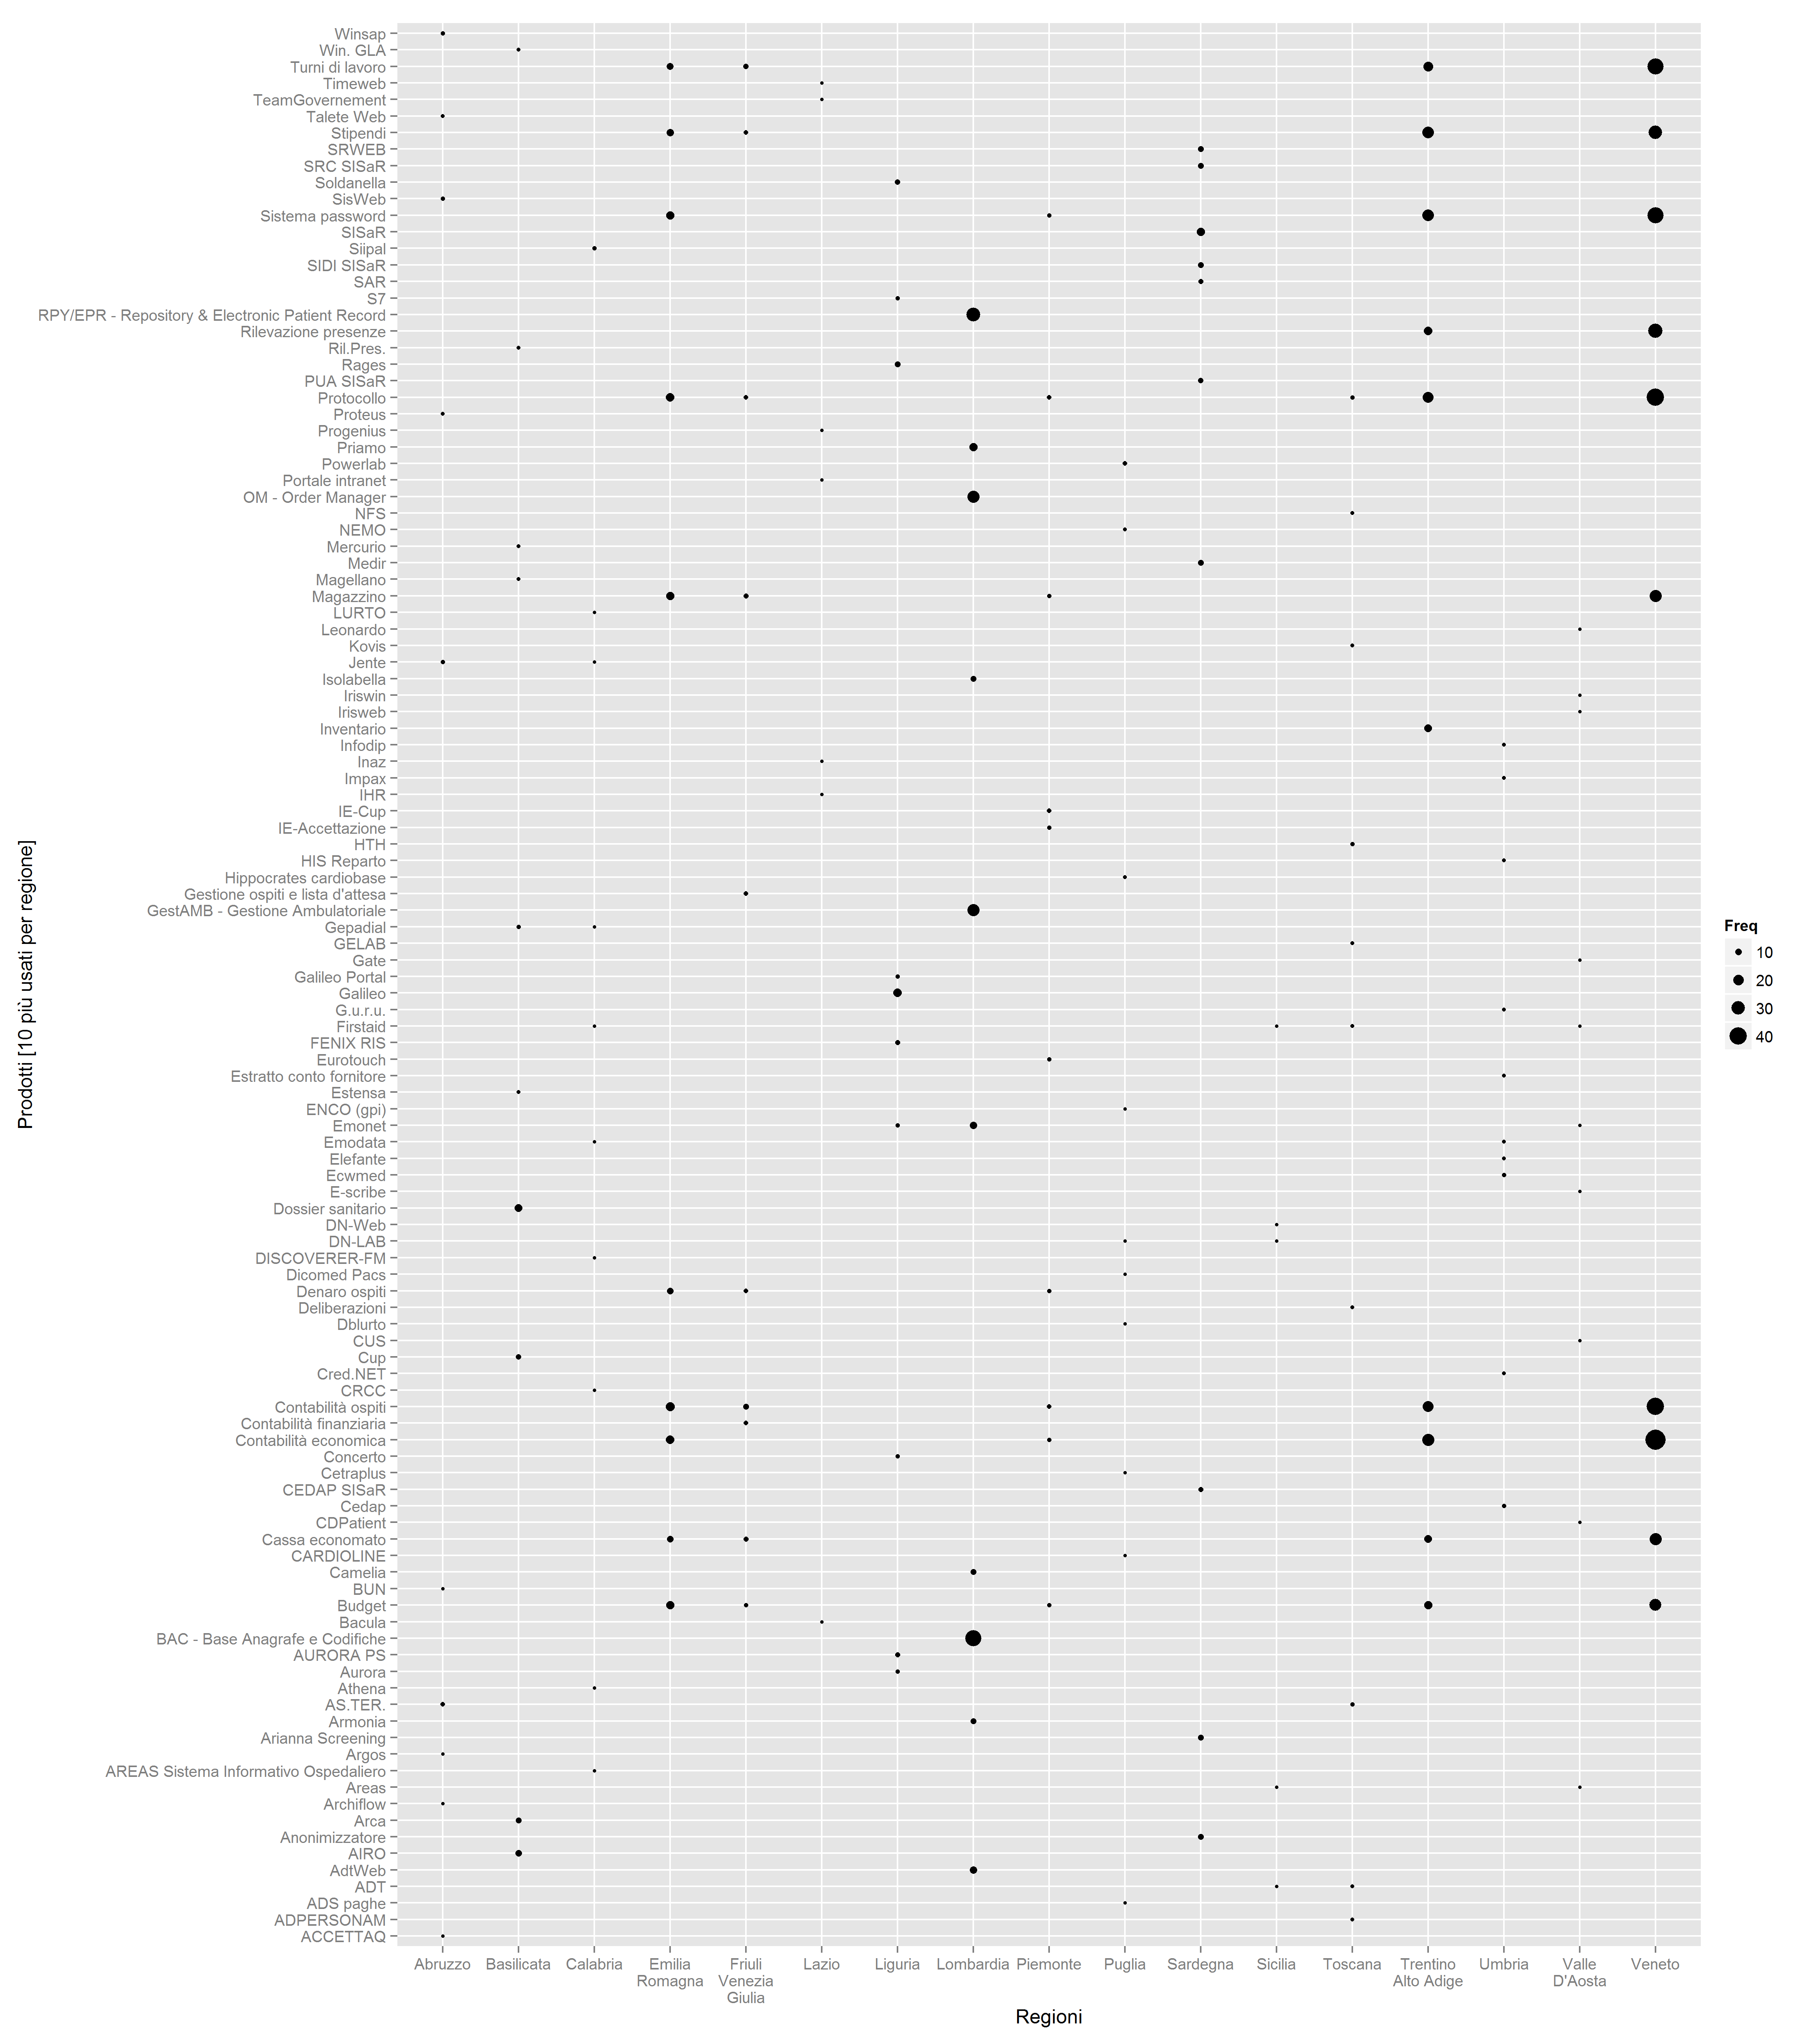 Winsap
Win. GLA
Turni di lavoro
Timeweb
TeamGovernement
Talete Web
Stipendi
SRWEB
SRC SISaR
Soldanella
SisWeb
Sistema password
SISaR
Siipal
SIDI SISaR
SAR
S7
RPY/EPR - Repository & Electronic Patient Record
Rilevazione presenze
Ril.Pres.
Rages
PUA SISaR
Protocollo
Proteus
Progenius
Priamo
Powerlab
Portale intranet
OM - Order Manager
NFS
NEMO
Mercurio
Medir
Magellano
Magazzino
LURTO
Leonardo
Kovis
Jente
Isolabella
Iriswin
Irisweb
Inventario
Infodip
Inaz
Impax
IHR
IE-Cup
IE-Accettazione
HTH
HIS Reparto
Hippocrates cardiobase
Gestione ospiti e lista d'attesa
GestAMB - Gestione Ambulatoriale
Gepadial
GELAB
Gate
Galileo Portal
Galileo
G.u.r.u.
Firstaid
FENIX RIS
Eurotouch
Estratto conto fornitore
Estensa
ENCO (gpi)
Emonet
Emodata
Elefante
Ecwmed
E-scribe
Dossier sanitario
DN-Web
DN-LAB
DISCOVERER-FM
Dicomed Pacs
Denaro ospiti
Deliberazioni
Dblurto
CUS
Cup
Cred.NET
CRCC
Contabilità ospiti
Contabilità finanziaria
Contabilità economica
Concerto
Cetraplus
CEDAP SISaR
Cedap
CDPatient
Cassa economato
CARDIOLINE
Camelia
BUN
Budget
Bacula
BAC - Base Anagrafe e Codifiche
AURORA PS
Aurora
Athena
AS.TER.
Armonia
Arianna Screening
Argos
AREAS Sistema Informativo Ospedaliero
Areas
Archiflow
Arca
Anonimizzatore
AIRO
AdtWeb
ADT
ADS paghe
ADPERSONAM
ACCETTAQ
Prodotti [10 più usati per regione]
Abruzzo
Basilicata
Calabria
Emilia
Romagna
Friuli
Venezia
Giulia
Lazio
Liguria
Lombardia
Piemonte
Puglia
Sardegna
Sicilia
Toscana
Trentino
Alto Adige
Umbria
Valle
D'Aosta
Veneto
Regioni
Freq
10
20
30
40